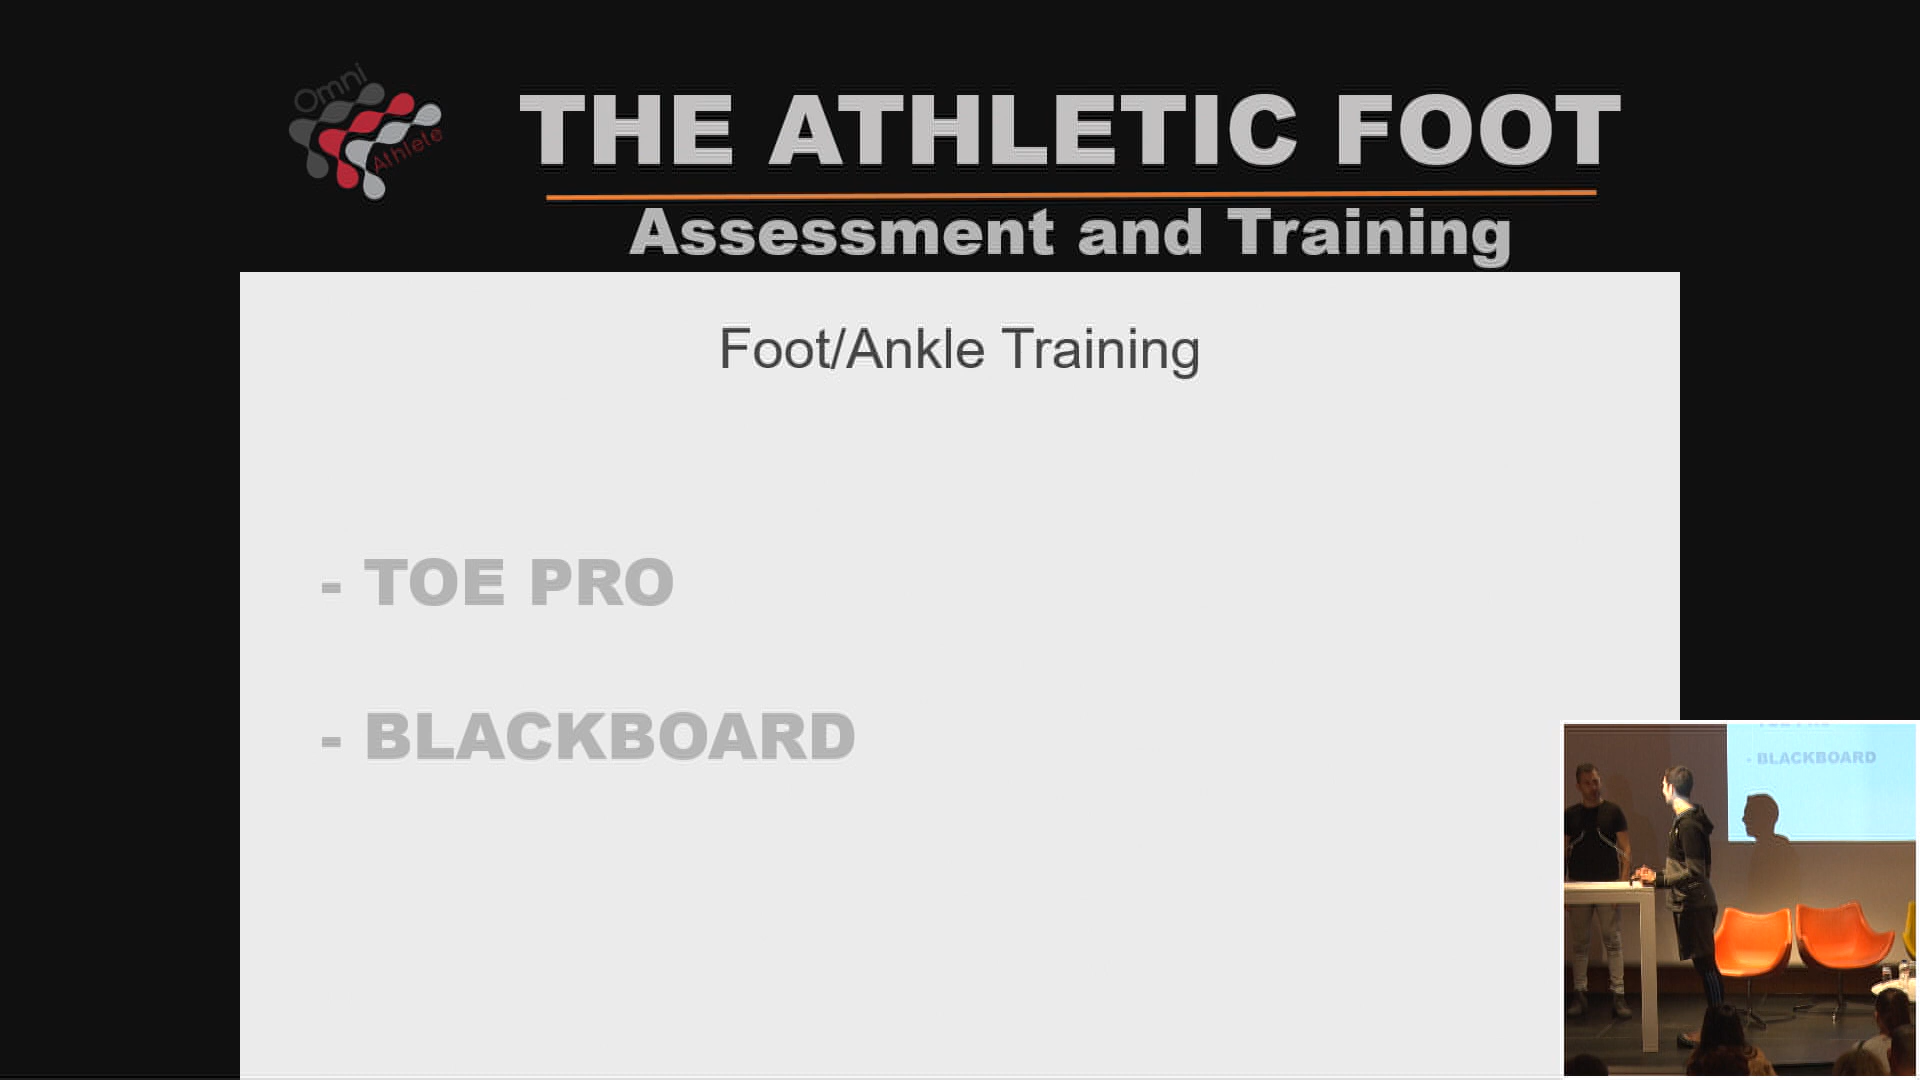 Omni
Athlete
THE ATHLETIC FOOT
Assessment and Training
Foot/Ankle Training
- TOE PRO
- BLACKBOARD
- BLACKBOARD